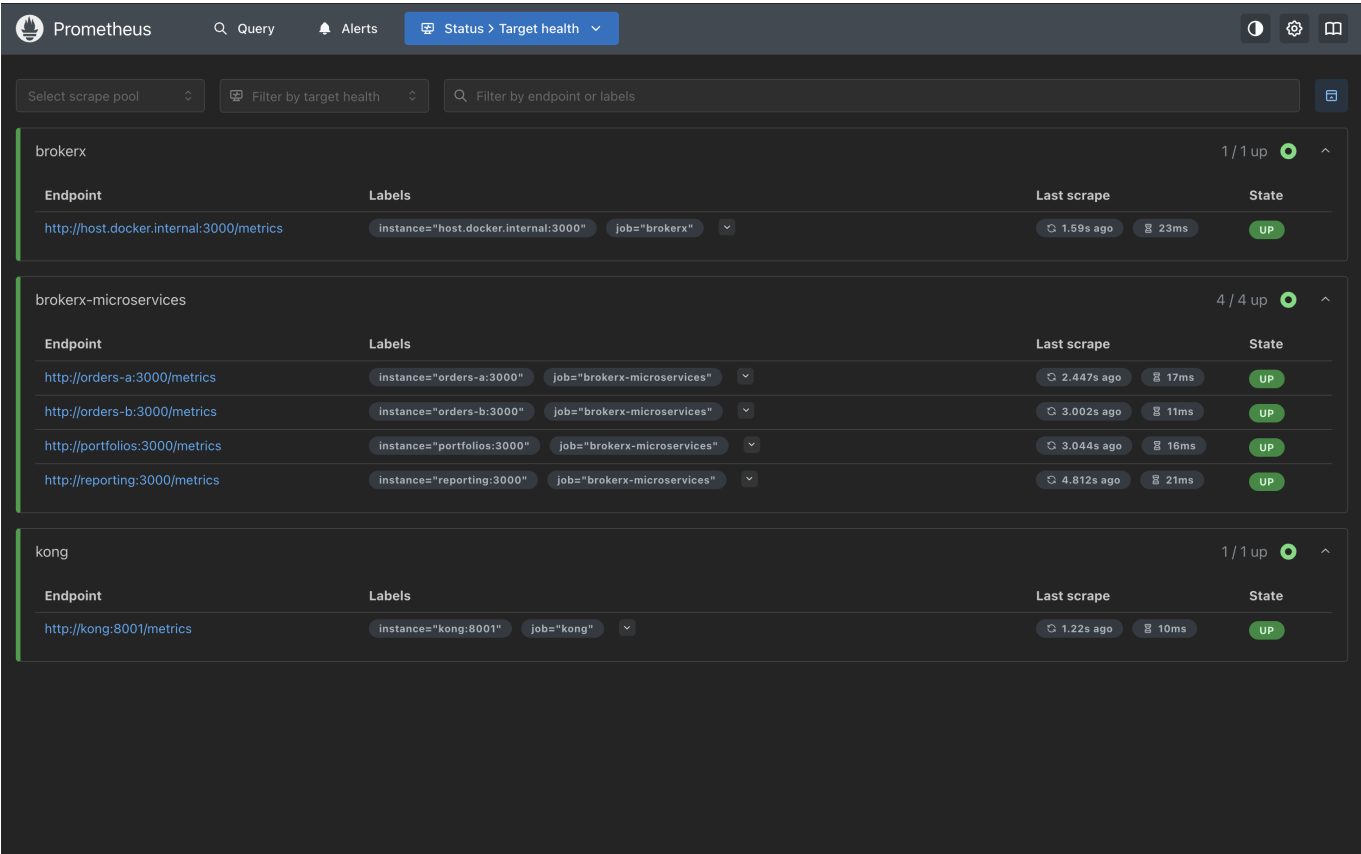 Prometheus Query Alerts Status > Target health
Select scrape pool Filter by target health Filter by endpoint or labels
brokerx 1 / 1 up
Endpoint Labels Last scrape State
http://host.docker.internal:3000/metrics instance="host.docker.internal:3000" job="brokerx" 1.59s ago 23ms UP
brokerx-microservices 4 / 4 up
Endpoint Labels Last scrape State
http://orders-a:3000/metrics instance="orders-a:3000" job="brokerx-microservices" 2.447s ago 17ms UP
http://orders-b:3000/metrics instance="orders-b:3000" job="brokerx-microservices" 3.002s ago 11ms UP
http://portfolios:3000/metrics instance="portfolios:3000" job="brokerx-microservices" 3.044s ago 16ms UP
http://reporting:3000/metrics instance="reporting:3000" job="brokerx-microservices" 4.812s ago 21ms UP
kong 1 / 1 up
Endpoint Labels Last scrape State
http://kong:8001/metrics instance="kong:8001" job="kong" 1.22s ago 10ms UP